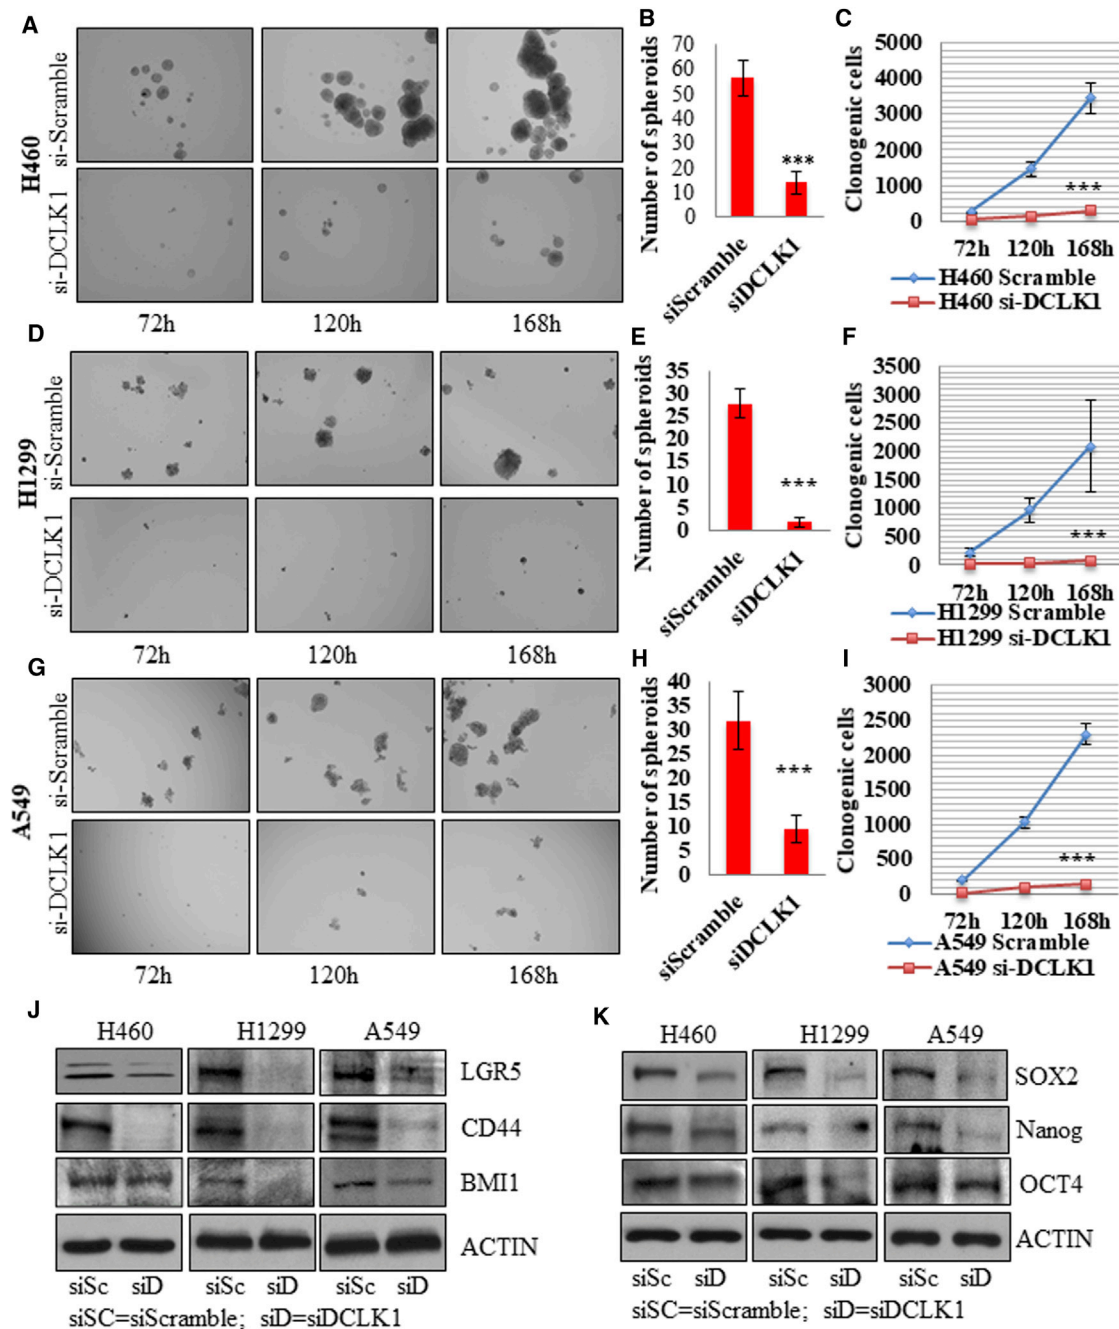 A
H460
si-Scramble
si-DCLK1
72h 120h 168h
B
Number of spheroids
70
60
50
40
30
20
10
0
***
siScramble siDCLK1
C
Clonogenic cells
5000
4000
3000
2000
1000
0
***
72h 120h 168h
H460 Scramble
H460 si-DCLK1
D
H1299
si-Scramble
si-DCLK1
72h 120h 168h
E
Number of spheroids
35
30
25
20
15
10
5
0
***
siScramble siDCLK1
F
Clonogenic cells
3500
3000
2500
2000
1500
1000
500
0
***
72h 120h 168h
H1299 Scramble
H1299 si-DCLK1
G
A549
si-Scramble
si-DCLK1
72h 120h 168h
H
Number of spheroids
40
35
30
25
20
15
10
5
0
***
siScramble siDCLK1
I
Clonogenic cells
3000
2500
2000
1500
1000
500
0
***
72h 120h 168h
A549 Scramble
A549 si-DCLK1
J
H460 H1299 A549
LGR5
CD44
BMI1
ACTIN
siSc siD siSc siD siSc siD
siSC=siScramble; siD=siDCLK1
K
H460 H1299 A549
SOX2
Nanog
OCT4
ACTIN
siSc siD siSc siD siSc siD
siSC=siScramble; siD=siDCLK1